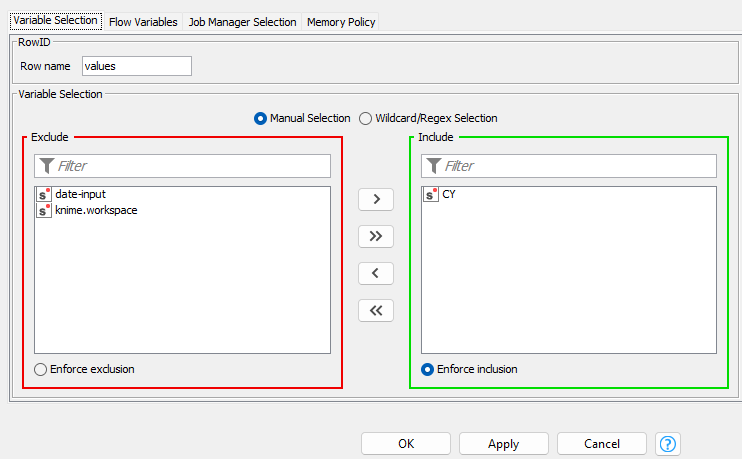 Variable Selection Flow Variables Job Manager Selection Memory Policy
RowID
Row name values
Variable Selection
Manual Selection Wildcard/Regex Selection
Exclude Include
Filter Filter
s date-input s CY
s knime.workspace
>
>>
<
<<
Enforce exclusion Enforce inclusion
OK Apply Cancel ?